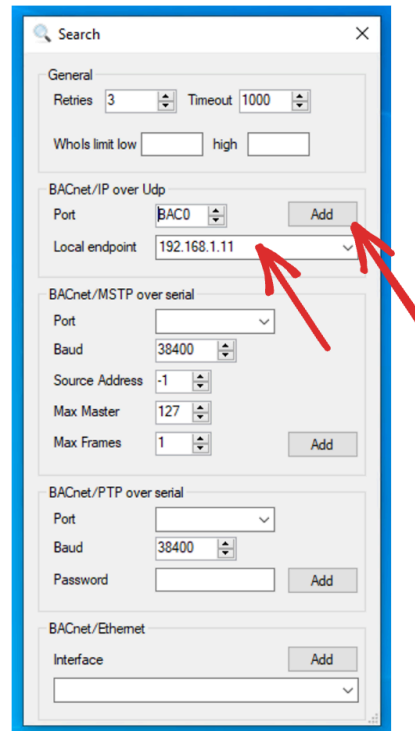 Search
General
Retries 3 Timeout 1000
WhoIs limit low high
BACnet/IP over Udp
Port BAC0 Add
Local endpoint 192.168.1.11
BACnet/MSTP over serial
Port
Baud 38400
Source Address -1
Max Master 127
Max Frames 1 Add
BACnet/PTP over serial
Port
Baud 38400
Password Add
BACnet/Ethernet
Interface Add